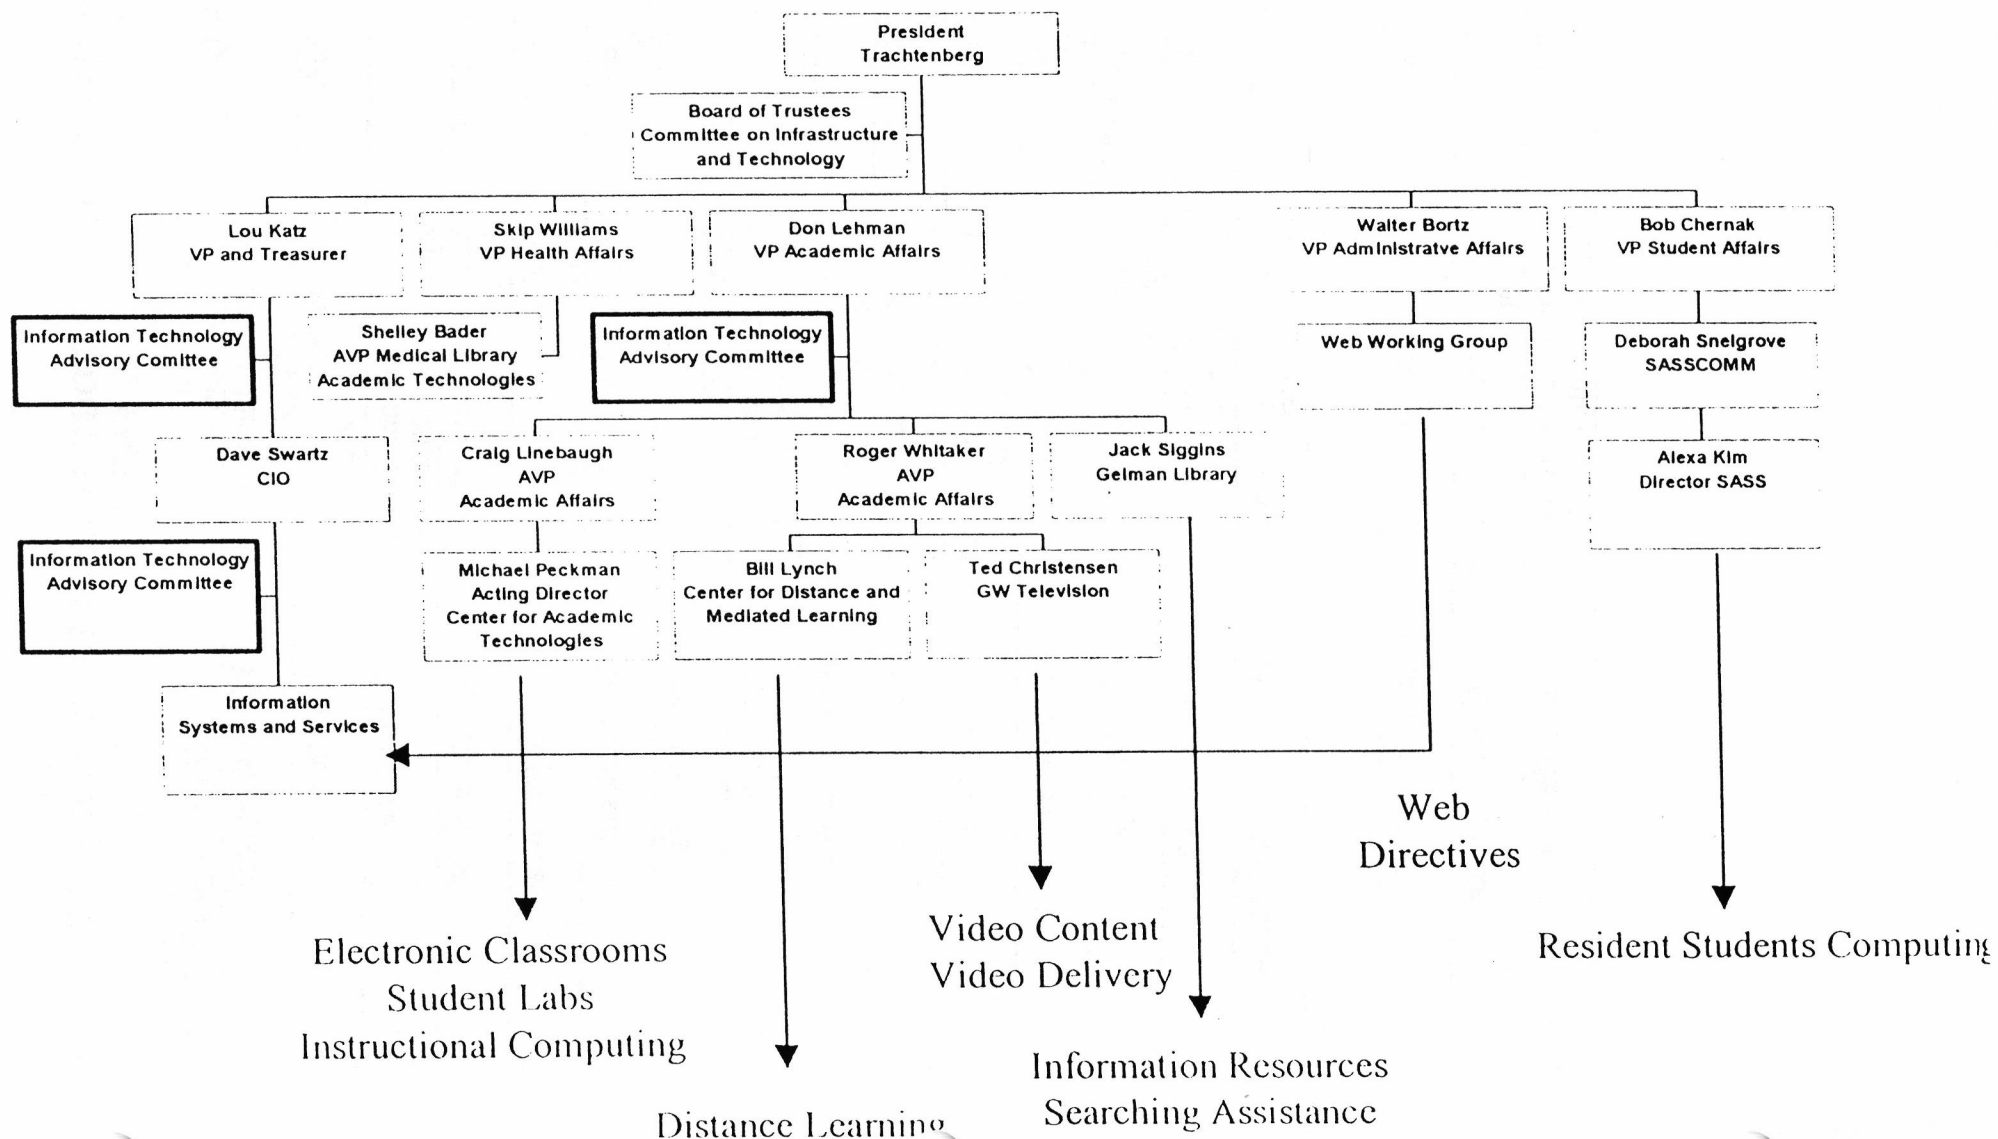 President
Trachtenberg
Board of Trustees
Committee on Infrastructure
and Technology
Lou Katz
VP and Treasurer
Skip Williams
VP Health Affairs
Don Lehman
VP Academic Affairs
Walter Bortz
VP Administratve Affairs
Bob Chernak
VP Student Affairs
Information Technology
Advisory Comittee
Shelley Bader
AVP Medical Library
Academic Technologies
Information Technology
Advisory Committee
Web Working Group
Deborah Snelgrove
SASSCOMM
Dave Swartz
CIO
Craig Linebaugh
AVP
Academic Affairs
Roger Whitaker
AVP
Academic Affairs
Jack Siggins
Gelman Library
Alexa Kim
Director SASS
Information Technology
Advisory Committee
Michael Peckman
Acting Director
Center for Academic
Technologies
Bill Lynch
Center for Distance and
Mediated Learning
Ted Christensen
GW Television
Information
Systems and Services
Web
Directives
Electronic Classrooms
Student Labs
Instructional Computing
Video Content
Video Delivery
Resident Students Computing
Information Resources
Searching Assistance
Distance Learning